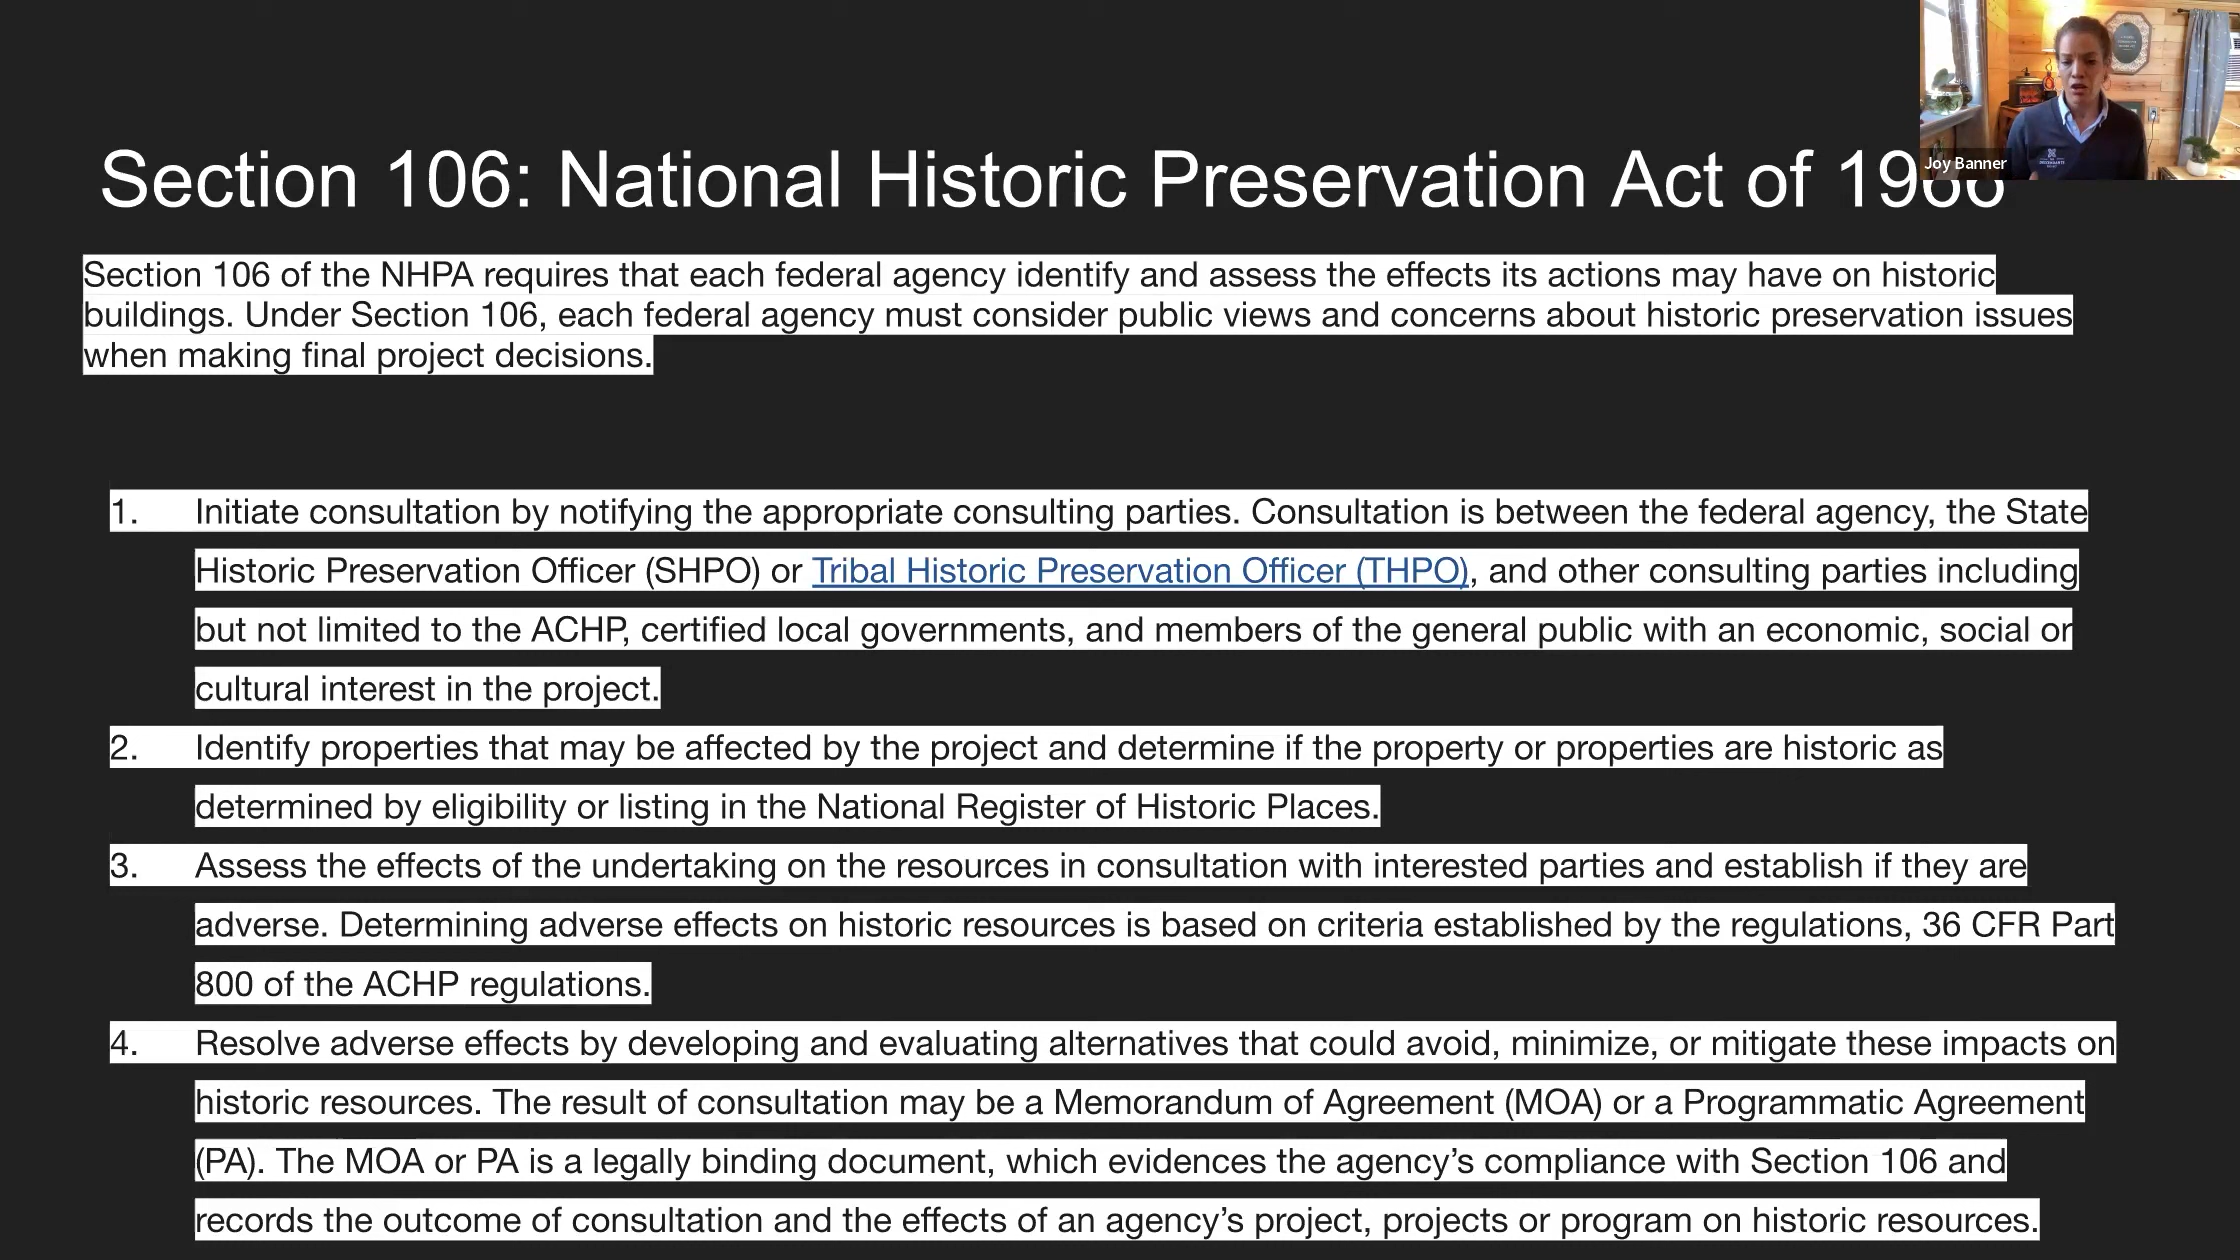 Section 106: National Historic Preservation Act of 1966
Joy Banner
Section 106 of the NHPA requires that each federal agency identify and assess the effects its actions may have on historic
buildings. Under Section 106, each federal agency must consider public views and concerns about historic preservation issues
when making final project decisions.
1. Initiate consultation by notifying the appropriate consulting parties. Consultation is between the federal agency, the State
Historic Preservation Officer (SHPO) or Tribal Historic Preservation Officer (THPO), and other consulting parties including
but not limited to the ACHP, certified local governments, and members of the general public with an economic, social or
cultural interest in the project.
2. Identify properties that may be affected by the project and determine if the property or properties are historic as
determined by eligibility or listing in the National Register of Historic Places.
3. Assess the effects of the undertaking on the resources in consultation with interested parties and establish if they are
adverse. Determining adverse effects on historic resources is based on criteria established by the regulations, 36 CFR Part
800 of the ACHP regulations.
4. Resolve adverse effects by developing and evaluating alternatives that could avoid, minimize, or mitigate these impacts on
historic resources. The result of consultation may be a Memorandum of Agreement (MOA) or a Programmatic Agreement
(PA). The MOA or PA is a legally binding document, which evidences the agency’s compliance with Section 106 and
records the outcome of consultation and the effects of an agency’s project, projects or program on historic resources.